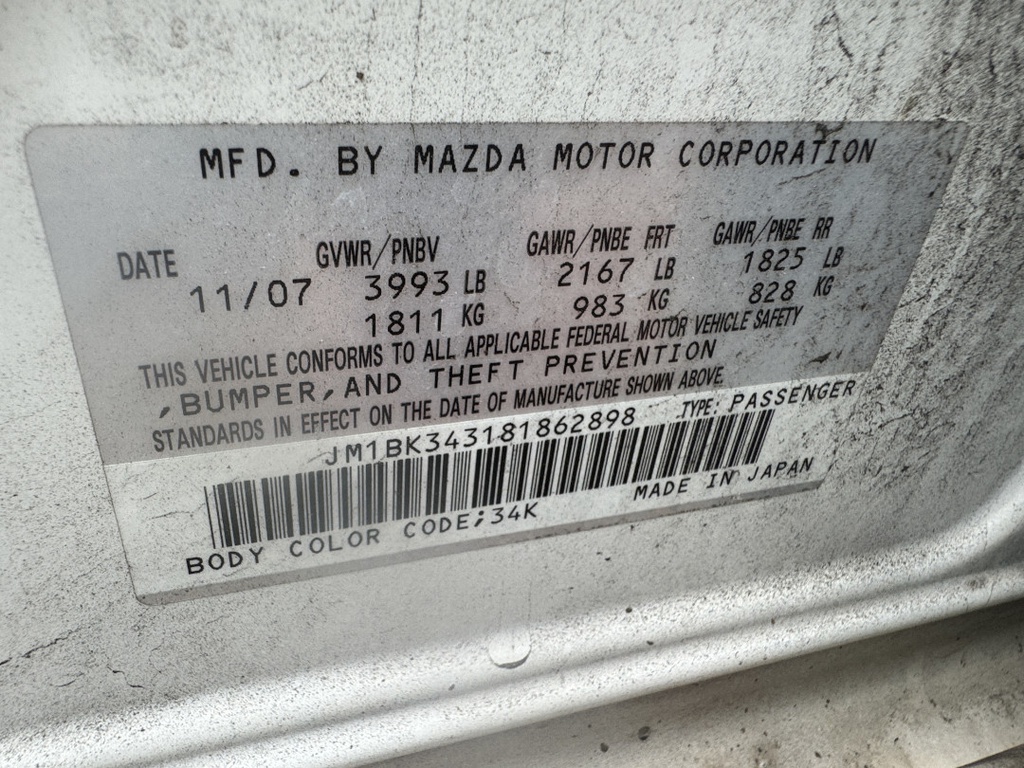 MFD. BY MAZDA MOTOR CORPORATION
DATE GVWR/PNBV GAWR/PNBE FRT GAWR/PNBE RR
11/07 3993 LB 2167 LB 1825 LB
1811 KG 983 KG 828 KG
THIS VEHICLE CONFORMS TO ALL APPLICABLE FEDERAL MOTOR VEHICLE SAFETY
,BUMPER,AND THEFT PREVENTION
STANDARDS IN EFFECT ON THE DATE OF MANUFACTURE SHOWN ABOVE.
JM1BK343181862898 TYPE: PASSENGER
BODY COLOR CODE;34K MADE IN JAPAN